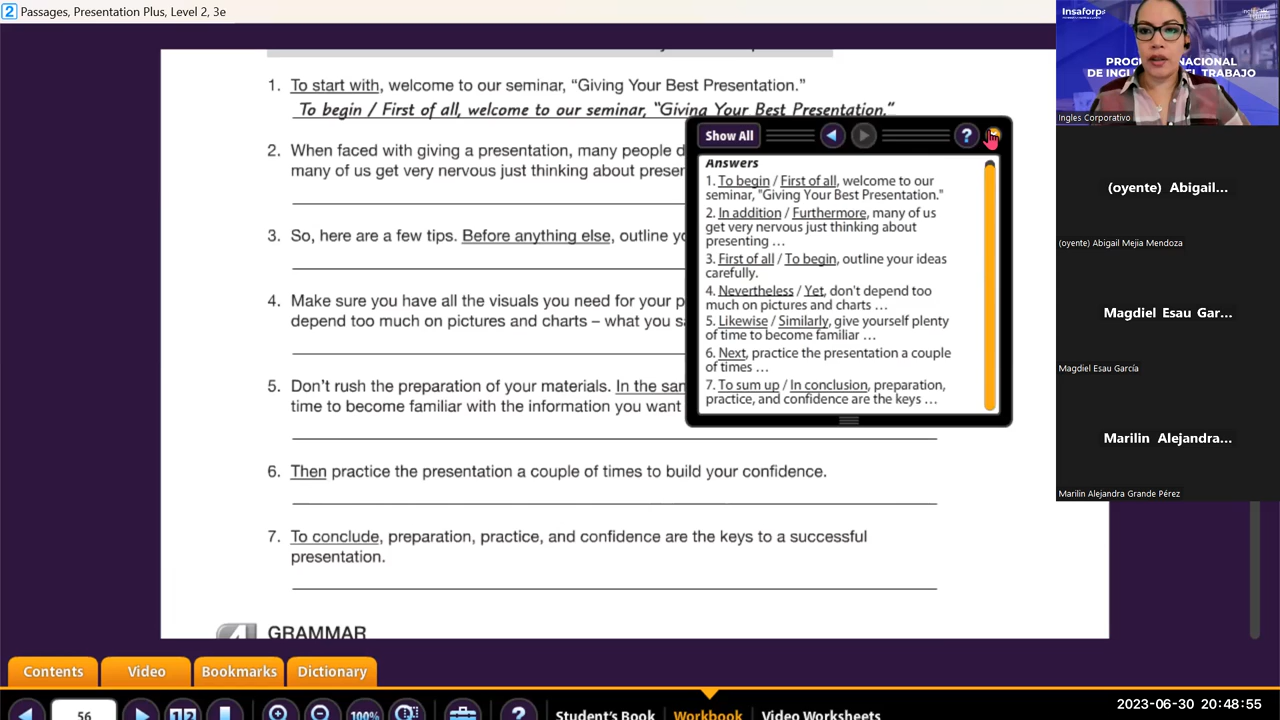 Passages, Presentation Plus, Level 2, 3e
Insaforp
PROG NACIONAL
DE INGL EL TRABAJO
Ingles Corporativo
1. To start with, welcome to our seminar, “Giving Your Best Presentation.”
To begin / First of all, welcome to our seminar, “Giving Your Best Presentation.”
2. When faced with giving a presentation, many people d
many of us get very nervous just thinking about preser
3. So, here are a few tips. Before anything else, outline yo
4. Make sure you have all the visuals you need for your p
depend too much on pictures and charts – what you sa
5. Don’t rush the preparation of your materials. In the san
time to become familiar with the information you want
6. Then practice the presentation a couple of times to build your confidence.
7. To conclude, preparation, practice, and confidence are the keys to a successful
presentation.
4 GRAMMAR
Show All
?
Answers
1. To begin / First of all, welcome to our
seminar, "Giving Your Best Presentation."
2. In addition / Furthermore, many of us
get very nervous just thinking about
presenting ...
3. First of all / To begin, outline your ideas
carefully.
4. Nevertheless / Yet, don't depend too
much on pictures and charts ...
5. Likewise / Similarly, give yourself plenty
of time to become familiar ...
6. Next, practice the presentation a couple
of times ...
7. To sum up / In conclusion, preparation,
practice, and confidence are the keys ...
(oyente) Abigail...
(oyente) Abigail Mejia Mendoza
Magdiel Esau Gar...
Magdiel Esau García
Marilin Alejandra...
Marilin Alejandra Grande Pérez
Contents
Video
Bookmarks
Dictionary
56
100%
?
Student's Book
Workbook
Video Worksheets
2023-06-30 20:48:55